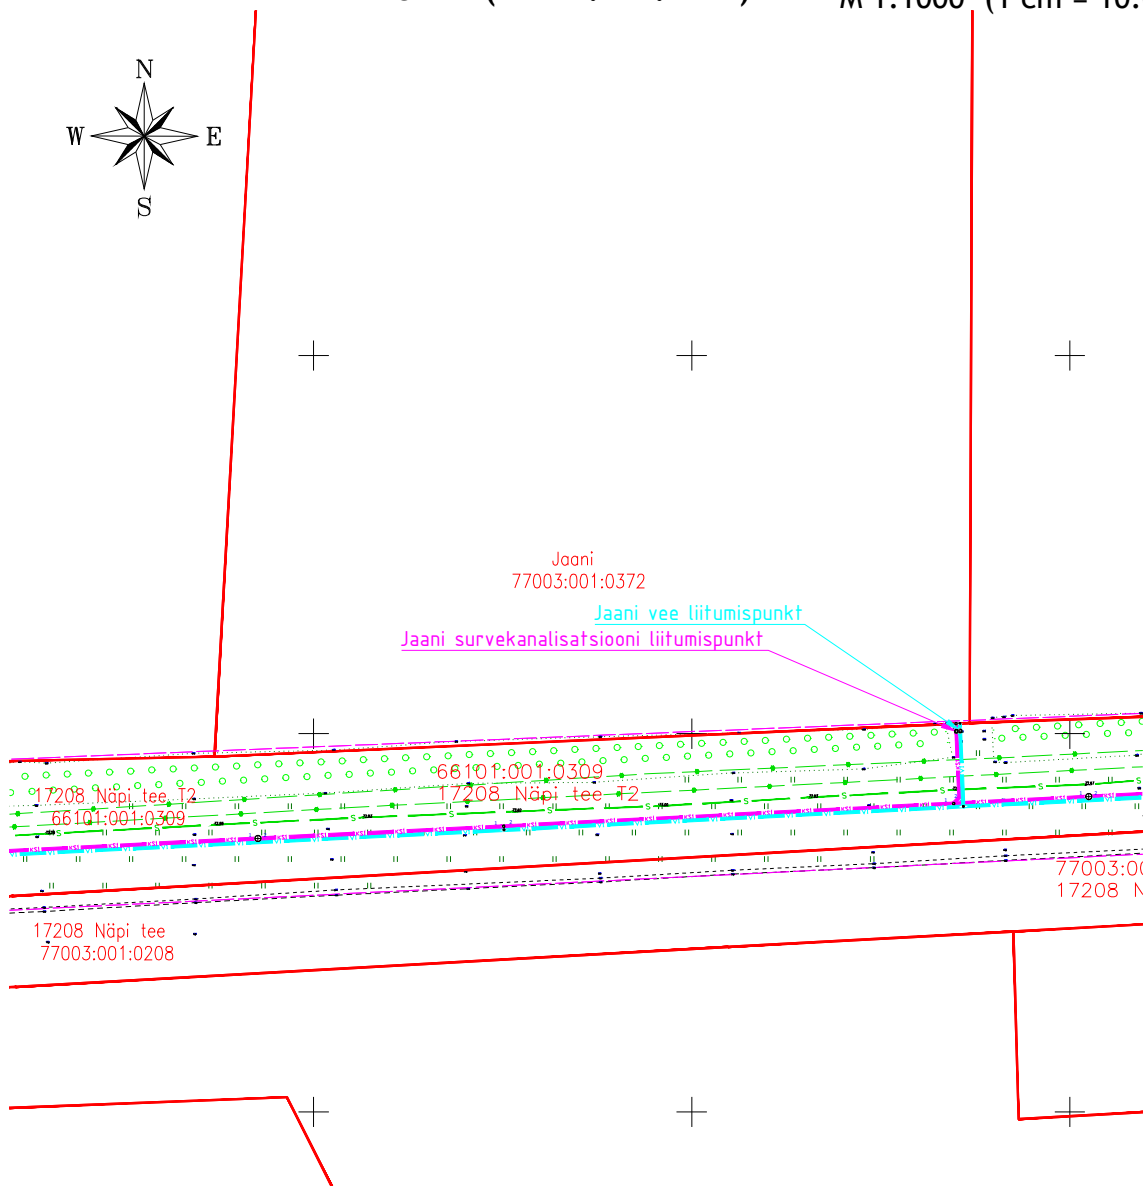 M 1:1000 (1 cm = 10.
N
W E
S
Jaani
77003:001:0372
Jaani vee liitumispunkt
Jaani survekanalisatsiooni liitumispunkt
66101:001:0309
17208 Näpi tee T2
17208 Näpi tee T2
66101:001:0309
77003:00
17208 N
17208 Näpi tee
77003:001:0208